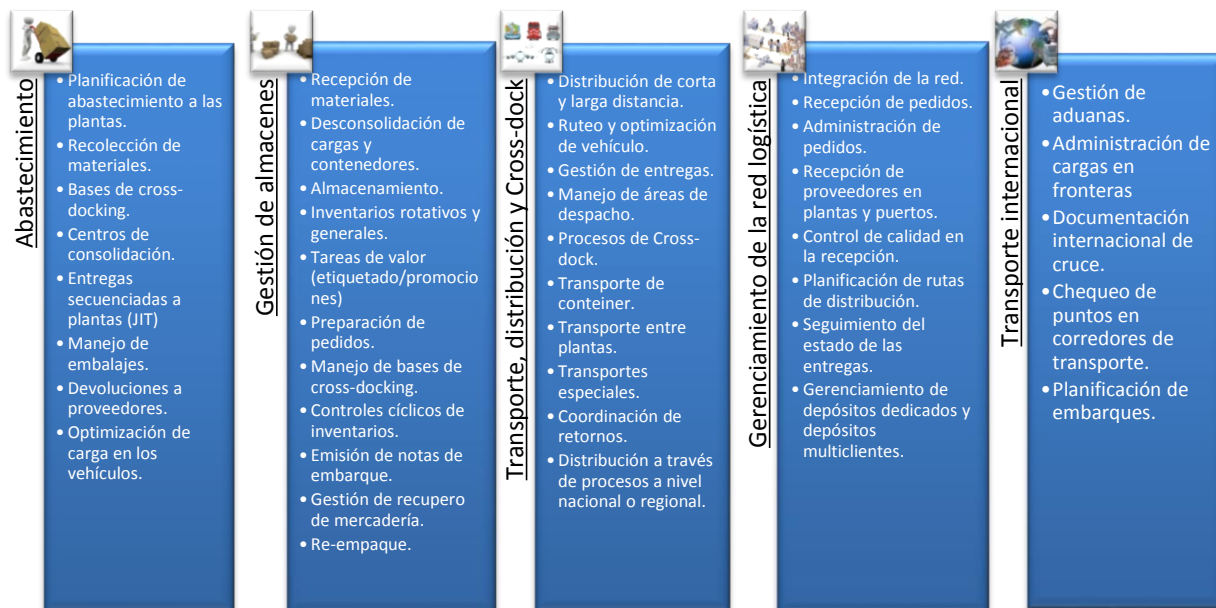 Abastecimiento
• Planificación de
abastecimiento a las
plantas.
• Recolección de
materiales.
• Bases de cross-
docking.
• Centros de
consolidación.
• Entregas
secuenciadas a
plantas (JIT)
• Manejo de
embalajes.
• Devoluciones a
proveedores.
• Optimización de
carga en los
vehículos.
Gestión de almacenes
• Recepción de
materiales.
• Desconsolidación de
cargas y
contenedores.
• Almacenamiento.
• Inventarios rotativos y
generales.
• Tareas de valor
(etiquetado/promocio
nes)
• Preparación de
pedidos.
• Manejo de bases de
cross-docking.
• Controles cíclicos de
inventarios.
• Emisión de notas de
embarque.
• Gestión de recupero
de mercadería.
• Re-empaque.
Transporte, distribución y Cross-dock
• Distribución de corta
y larga distancia.
• Ruteo y optimización
de vehículo.
• Gestión de entregas.
• Manejo de áreas de
despacho.
• Procesos de Cross-
dock.
• Transporte de
conteiner.
• Transporte entre
plantas.
• Transportes
especiales.
• Coordinación de
retornos.
• Distribución a través
de procesos a nivel
nacional o regional.
Gerenciamiento de la red logística
• Integración de la red.
• Recepción de pedidos.
• Administración de
pedidos.
• Recepción de
proveedores en
plantas y puertos.
• Control de calidad en
la recepción.
• Planificación de rutas
de distribución.
• Seguimiento del
estado de las
entregas.
• Gerenciamiento de
depósitos dedicados y
depósitos
multiclientes.
Transporte internacional
• Gestión de
aduanas.
• Administración de
cargas en
fronteras
• Documentación
internacional de
cruce.
• Chequeo de
puntos en
corredores de
transporte.
• Planificación de
embarques.